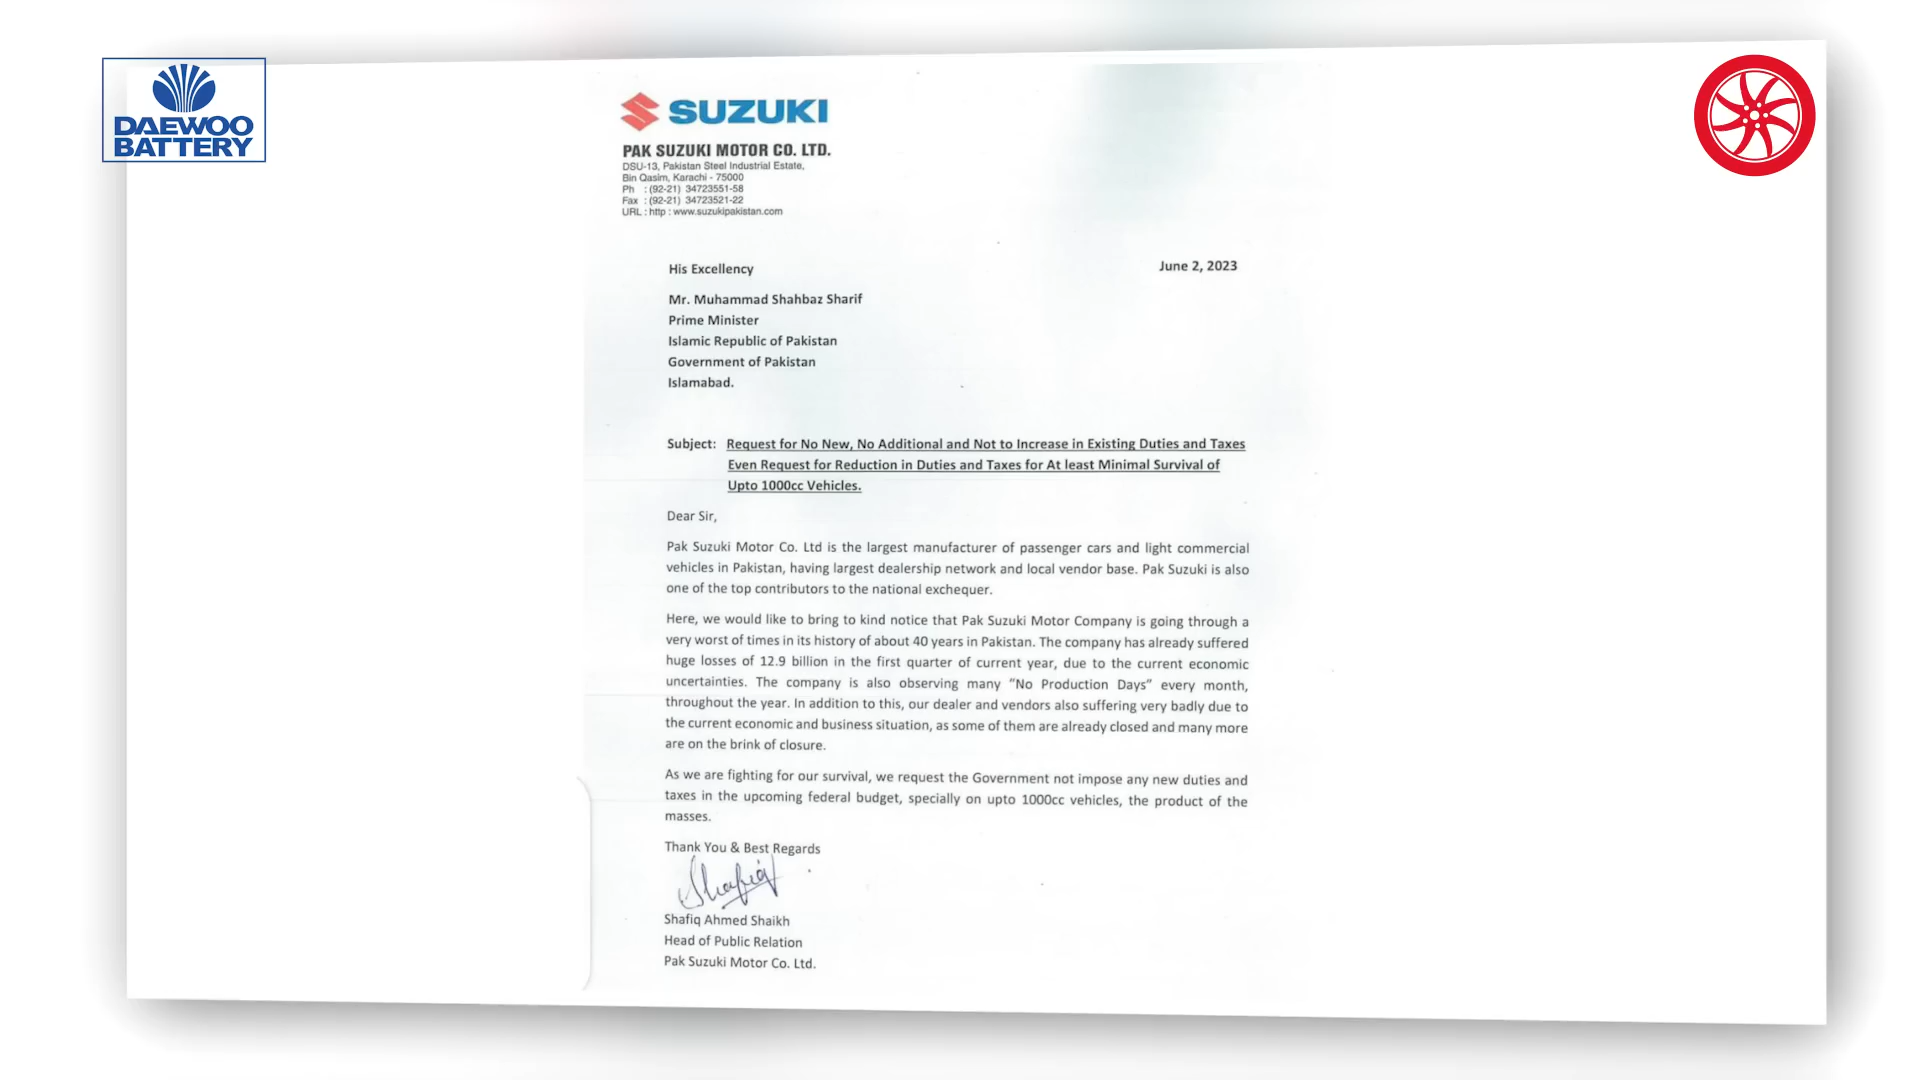 DAEWOO
BATTERY
SUZUKI
PAK SUZUKI MOTOR CO. LTD.
DSU-13, Pakistan Steel Industrial Estate,
Bin Qasim, Karachi - 75000
Ph : (92-21) 34723551-58
Fax : (92-21) 34723521-22
URL : http : www.suzukipakistan.com
His Excellency
June 2, 2023
Mr. Muhammad Shahbaz Sharif
Prime Minister
Islamic Republic of Pakistan
Government of Pakistan
Islamabad.
Subject: Request for No New, No Additional and Not to Increase in Existing Duties and Taxes
Even Request for Reduction in Duties and Taxes for At least Minimal Survival of
Upto 1000cc Vehicles.
Dear Sir,
Pak Suzuki Motor Co. Ltd is the largest manufacturer of passenger cars and light commercial
vehicles in Pakistan, having largest dealership network and local vendor base. Pak Suzuki is also
one of the top contributors to the national exchequer.
Here, we would like to bring to kind notice that Pak Suzuki Motor Company is going through a
very worst of times in its history of about 40 years in Pakistan. The company has already suffered
huge losses of 12.9 billion in the first quarter of current year, due to the current economic
uncertainties. The company is also observing many “No Production Days” every month,
throughout the year. In addition to this, our dealer and vendors also suffering very badly due to
the current economic and business situation, as some of them are already closed and many more
are on the brink of closure.
As we are fighting for our survival, we request the Government not impose any new duties and
taxes in the upcoming federal budget, specially on upto 1000cc vehicles, the product of the
masses.
Thank You & Best Regards
Shafiq
Shafiq Ahmed Shaikh
Head of Public Relation
Pak Suzuki Motor Co. Ltd.